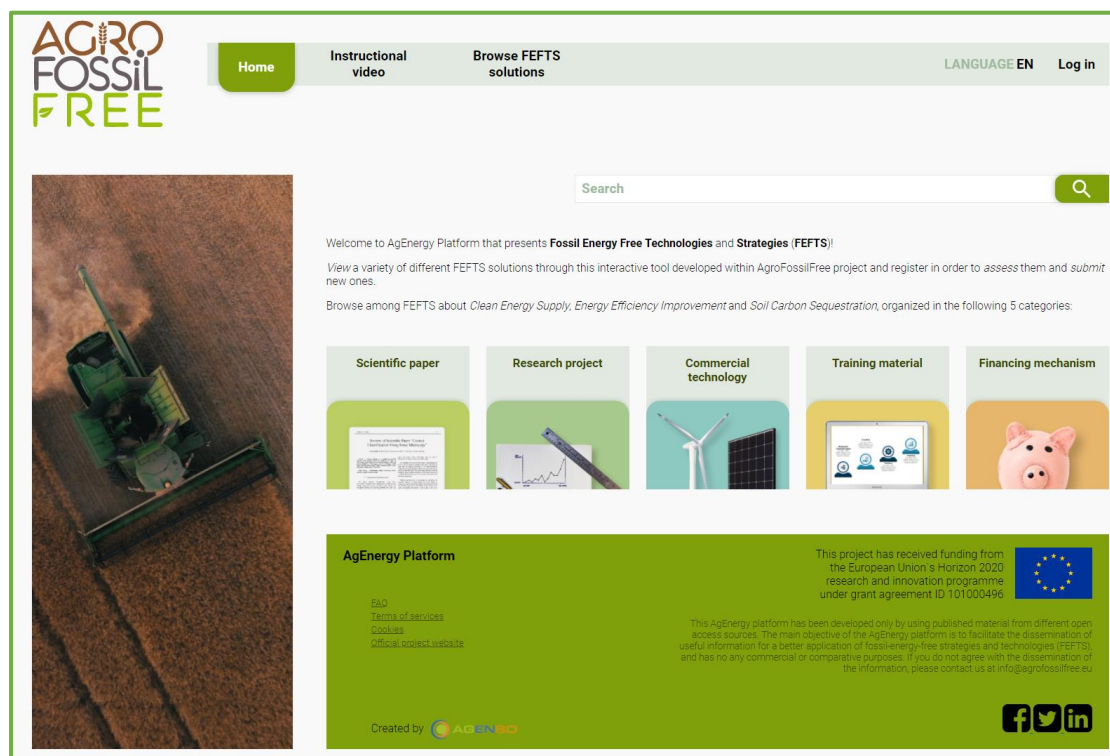 AGRO
FOSSIL
FREE
Home
Instructional
video
Browse FEFTS
solutions
LANGUAGE EN
Log in
Search
Welcome to AgEnergy Platform that presents Fossil Energy Free Technologies and Strategies (FEFTS)!
View a variety of different FEFTS solutions through this interactive tool developed within AgroFossilFree project and register in order to assess them and submit
new ones.
Browse among FEFTS about Clean Energy Supply, Energy Efficiency Improvement and Soil Carbon Sequestration, organized in the following 5 categories:
Scientific paper
Research project
Commercial
technology
Training material
Financing mechanism
AgEnergy Platform
FAQ
Terms of services
Cookies
Official project website
This project has received funding from
the European Union`s Horizon 2020
research and innovation programme
under grant agreement ID 101000496
This AgEnergy platform has been developed only by using published material from different open
access sources. The main objective of the AgEnergy platform is to facilitate the dissemination of
useful information for a better application of fossil-energy-free strategies and technologies (FEFTS),
and has no any commercial or comparative purposes. If you do not agree with the dissemination of
the information, please contact us at info@agrofossilfree.eu
Created by AGENSO